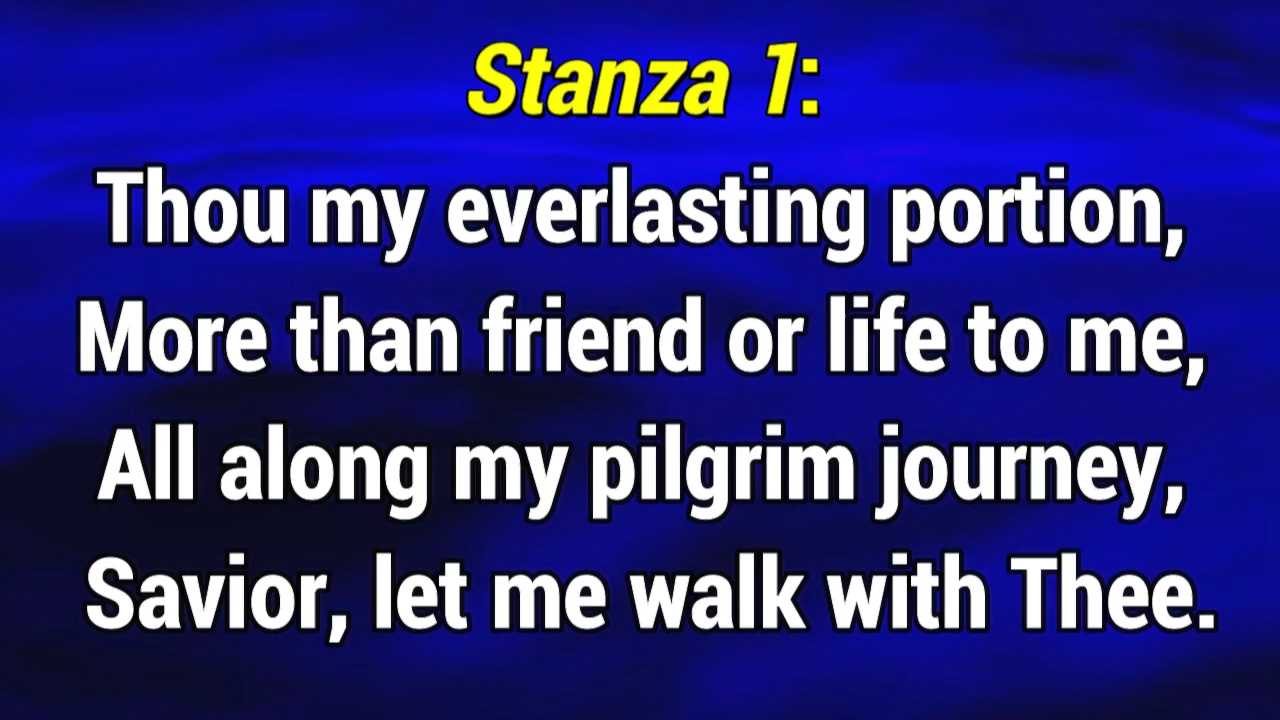 Stanza 1:
Thou my everlasting portion,
More than friend or life to me,
All along my pilgrim journey,
Savior, let me walk with Thee.